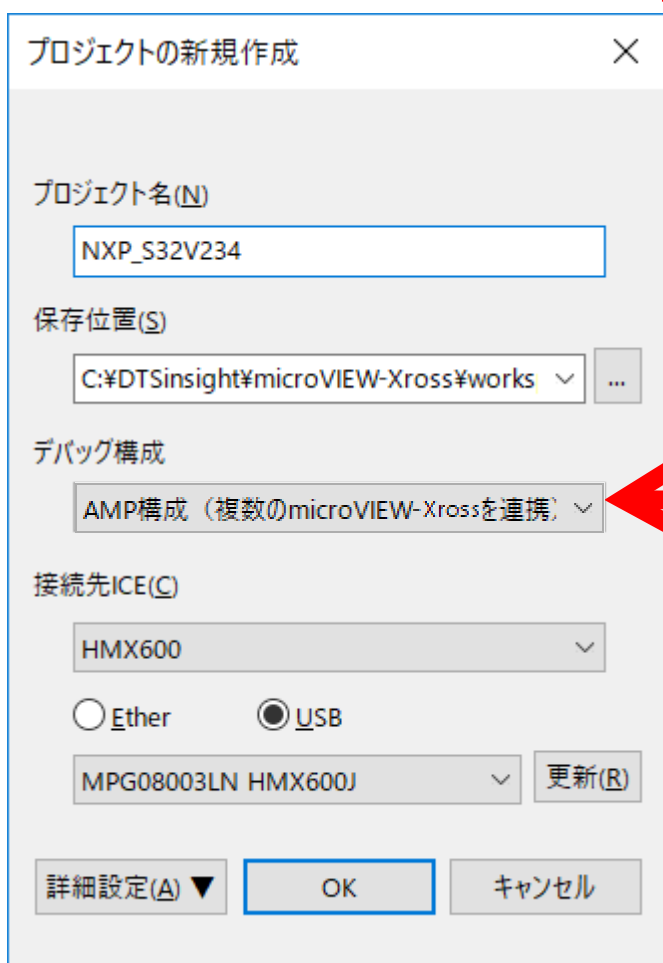 プロジェクトの新規作成
プロジェクト名(N)
NXP_S32V234
保存位置(S)
C:¥DTSinsight¥microVIEW-Xross¥works
...
デバッグ構成
AMP構成（複数のmicroVIEW-Xrossを連携）
接続先ICE(C)
HMX600
Ether USB
MPG08003LN HMX600J 更新(R)
詳細設定(A)▼ OK キャンセル